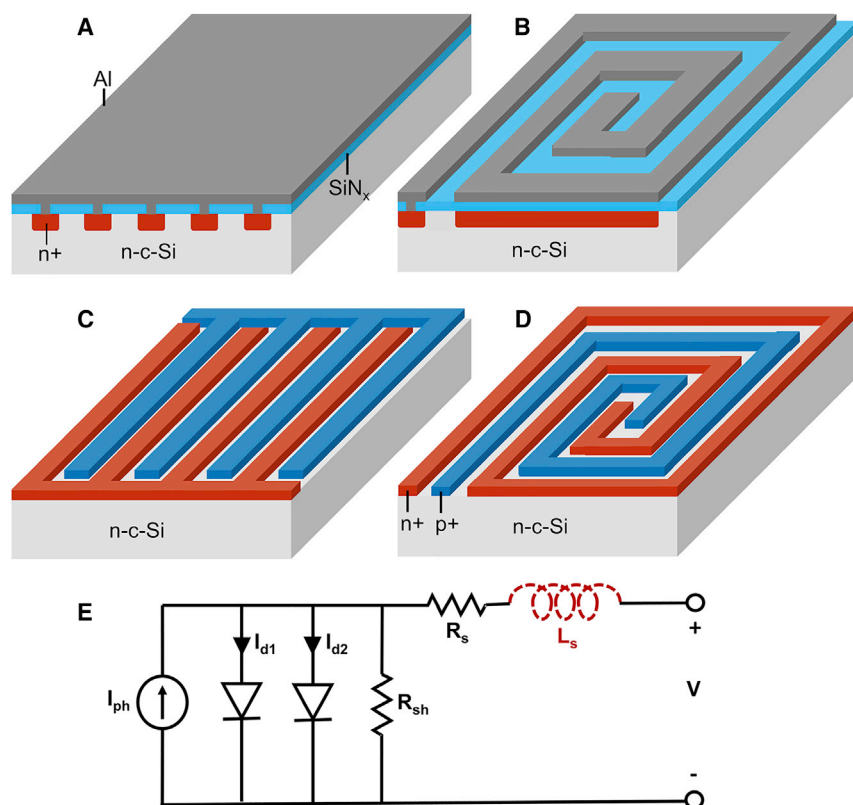 A
Al
SiNx
n+
n-c-Si
B
n-c-Si
C
n-c-Si
D
n+
p+
n-c-Si
E
Iph
Id1
Id2
Rsh
Rs
Ls
+
V
-